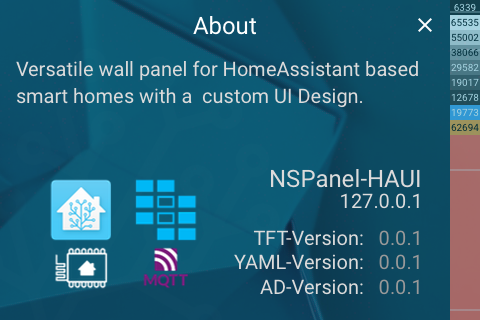 About
6339
65535
55002
38066
29582
19017
12678
19773
62694
Versatile wall panel for HomeAssistant based
smart homes with a custom UI Design.
NSPanel-HAUI
127.0.0.1
MQTT
TFT-Version: 0.0.1
YAML-Version: 0.0.1
AD-Version: 0.0.1